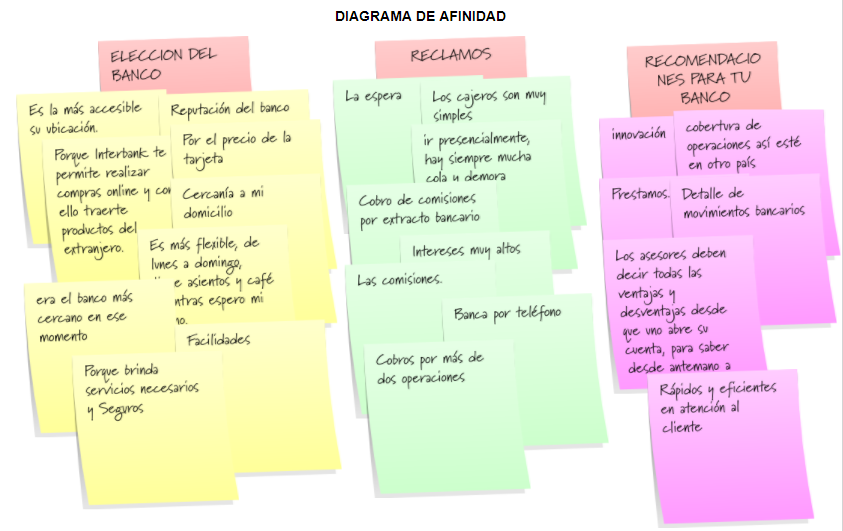 DIAGRAMA DE AFINIDAD
ELECCION DEL
BANCO
Es la más accesible
su ubicación.
Reputación del banco
Por el precio de la
tarjeta
Porque Interbank te
permite realizar
compras online y con
ello traerte
productos del
extranjero.
Cercanía a mi
domicilio
Es más flexible, de
lunes a domingo,
asientos y café
espero mi
era el banco más
cercano en ese
momento
Facilidades
Porque brinda
servicios necesarios
y Seguros
RECLAMOS
La espera
Los cajeros son muy
simples
ir presencialmente,
hay siempre mucha
cola y demora
Cobro de comisiones
por extracto bancario
Intereses muy altos
Las comisiones.
Banca por teléfono
Cobros por más de
dos operaciones
RECOMENDACIO
NES PARA TU
BANCO
innovación
cobertura de
operaciones así esté
en otro país
Prestamos.
Detalle de
movimientos bancarios
Los asesores deben
decir todas las
ventajas y
desventajas desde
que uno abre su
cuenta, para saber
desde antemano a
Rápidos y eficientes
en atención al
cliente